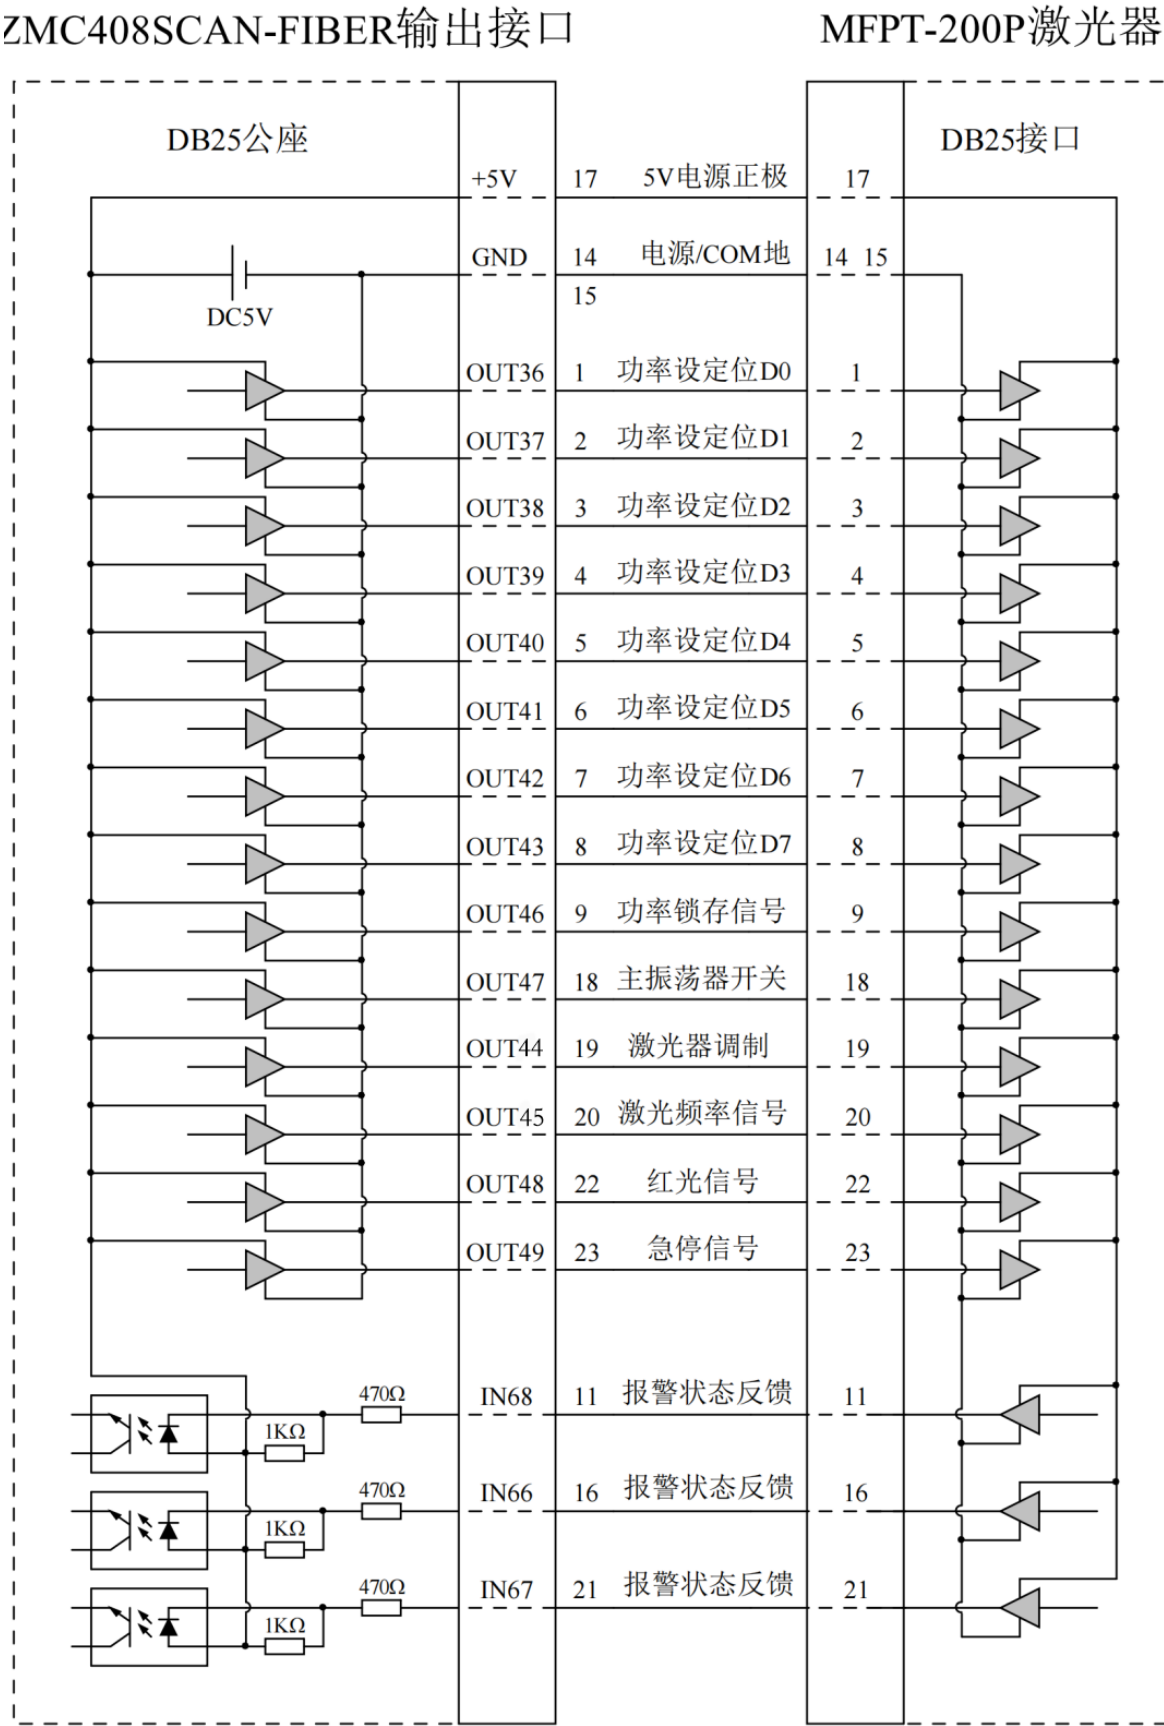 ZMC408SCAN-FIBER输出接口 MFPT-200P激光器
DB25公座 DB25接口
+5V 17 5V电源正极 17
GND 14 电源/COM地 14 15
15
DC5V
OUT36 1 功率设定位D0 1
OUT37 2 功率设定位D1 2
OUT38 3 功率设定位D2 3
OUT39 4 功率设定位D3 4
OUT40 5 功率设定位D4 5
OUT41 6 功率设定位D5 6
OUT42 7 功率设定位D6 7
OUT43 8 功率设定位D7 8
OUT46 9 功率锁存信号 9
OUT47 18 主振荡器开关 18
OUT44 19 激光器调制 19
OUT45 20 激光频率信号 20
OUT48 22 红光信号 22
OUT49 23 急停信号 23
470Ω IN68 11 报警状态反馈 11
1KΩ
470Ω IN66 16 报警状态反馈 16
1KΩ
470Ω IN67 21 报警状态反馈 21
1KΩ